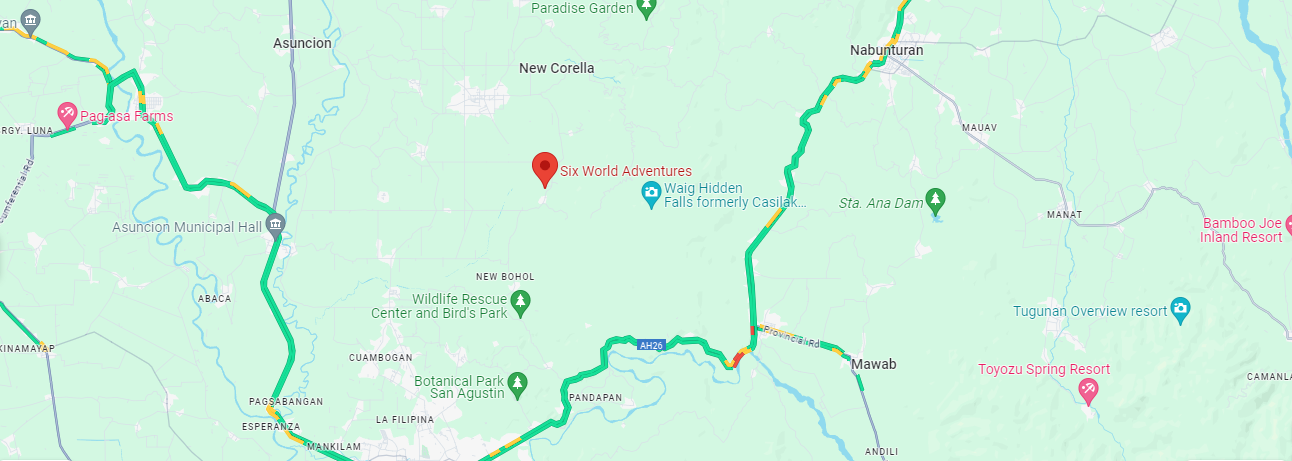 Paradise Garden
van
Asuncion
Nabunturan
New Corella
Pag-asa Farms
RGY. LUNA
MAUAV
Six World Adventures
Waig Hidden
Falls formerly Casilak...
cumferential Rd
Sta. Ana Dam
MANAT
Asuncion Municipal Hall
Bamboo Joe
Inland Resort
NEW BOHOL
ABACA
Wildlife Rescue
Center and Bird's Park
Tugunan Overview resort
Provincial Rd
AH26
KINAMAYAP
CUAMBOGAN
Mawab
Toyozu Spring Resort
CAMANLA
Botanical Park
San Agustin
PANDAPAN
PAGSABANGAN
LA FILIPINA
ESPERANZA
MANKILAM
ANDILI